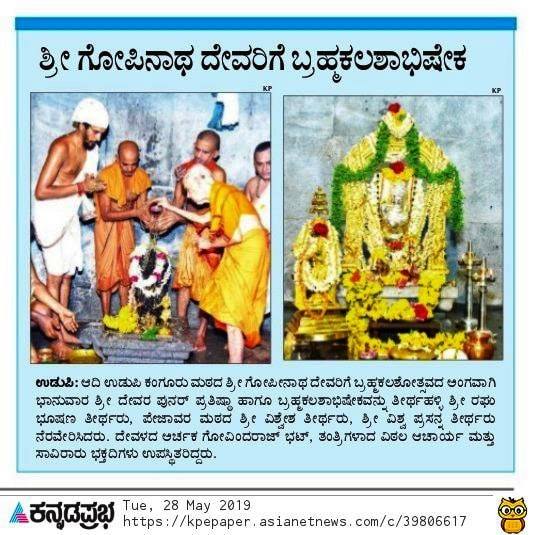 ಶ್ರೀ ಗೋಪಿನಾಥ ದೇವರಿಗೆ ಬ್ರಹ್ಮಕಲಶಾಭಿಷೇಕ
KP
KP
ಉಡುಪಿ: ಆದಿ ಉಡುಪಿ ಕಂಗೂರು ಮಠದ ಶ್ರೀ ಗೋಪೀನಾಥ ದೇವರಿಗೆ ಬ್ರಹ್ಮಕಲಶೋತ್ಸವದ ಅಂಗವಾಗಿ
ಭಾನುವಾರ ಶ್ರೀ ದೇವರ ಪುನರ್ ಪ್ರತಿಷ್ಠಾ ಹಾಗೂ ಬ್ರಹ್ಮಕಲಶಾಭಿಷೇಕವನ್ನು ತೀರ್ಥಹಳ್ಳಿ ಶ್ರೀ ರಘು
ಭೂಷಣ ತೀರ್ಥರು, ಪೇಜಾವರ ಮಠದ ಶ್ರೀ ವಿಶ್ವೇಶ ತೀರ್ಥರು, ಶ್ರೀ ವಿಶ್ವ ಪ್ರಸನ್ನ ತೀರ್ಥರು
ನೆರವೇರಿಸಿದರು. ದೇವಳದ ಅರ್ಚಕ ಗೋವಿಂದರಾಜ್ ಭಟ್, ತಂತ್ರಿಗಳಾದ ವಿಠಲ ಆಚಾರ್ಯ ಮತ್ತು
ಸಾವಿರಾರು ಭಕ್ತದಿಗಳು ಉಪಸ್ಥಿತರಿದ್ದರು.
ಕನ್ನಡಪ್ರಭ
Tue, 28 May 2019
https://kpepaper.asianetnews.com/c/39806617